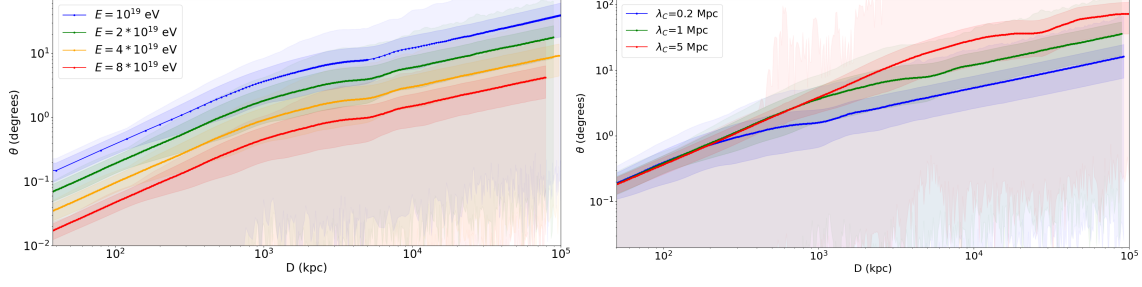 E = 10^19 eV
E = 2 * 10^19 eV
E = 4 * 10^19 eV
E = 8 * 10^19 eV
θ (degrees)
10^1
10^0
10^-1
10^-2
10^2
10^3
10^4
10^5
D (kpc)
λ_C=0.2 Mpc
λ_C=1 Mpc
λ_C=5 Mpc
θ (degrees)
10^2
10^1
10^0
10^-1
10^2
10^3
10^4
10^5
D (kpc)